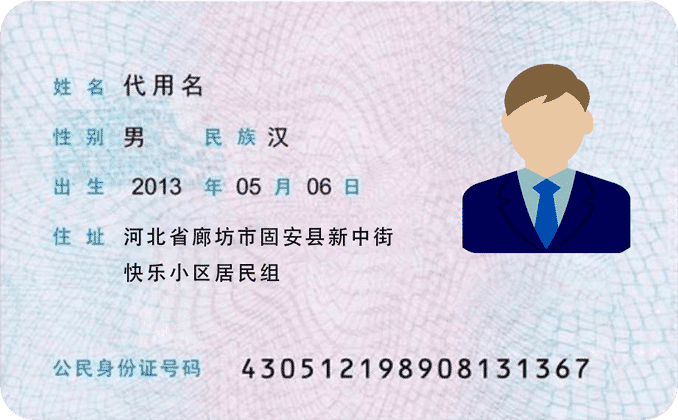 姓名 代用名
性别 男 民族 汉
出生 2013 年 05 月 06 日
住址 河北省廊坊市固安县新中街
快乐小区居民组
公民身份证号码 430512198908131367